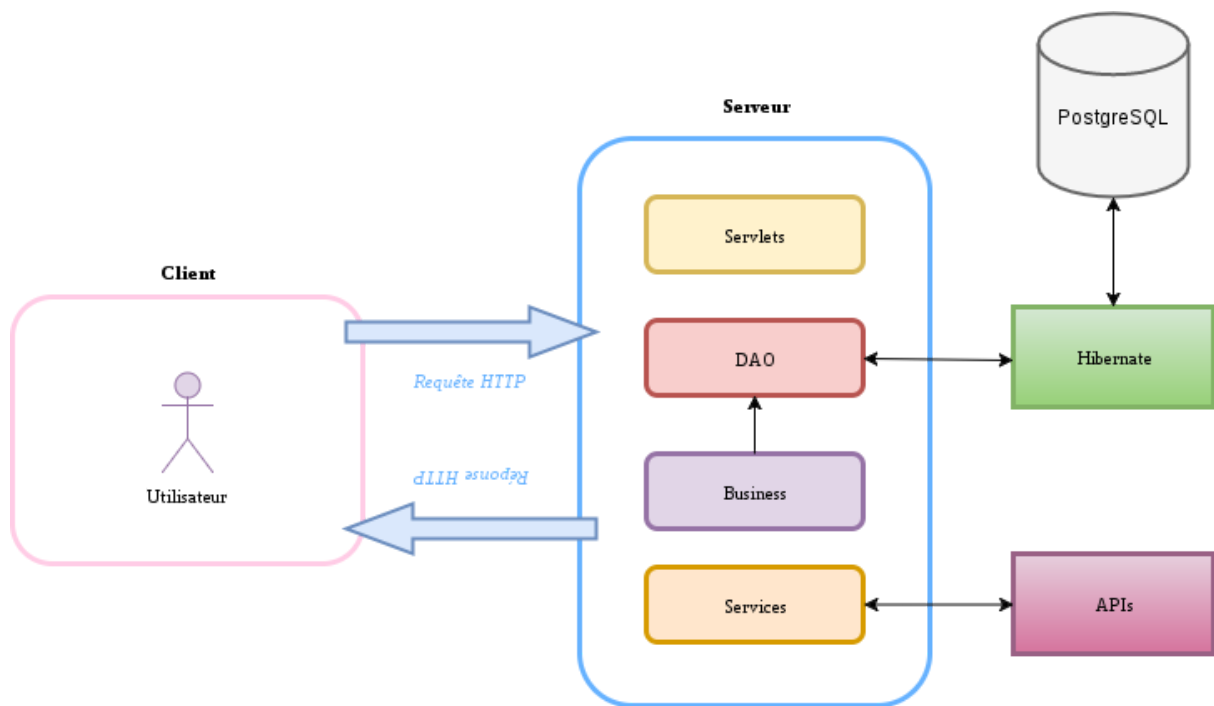 Serveur
PostgreSQL
Servlets
Client
DAO
Hibernate
Requête HTTP
Réponse HTTP
Business
Utilisateur
Services
APIs